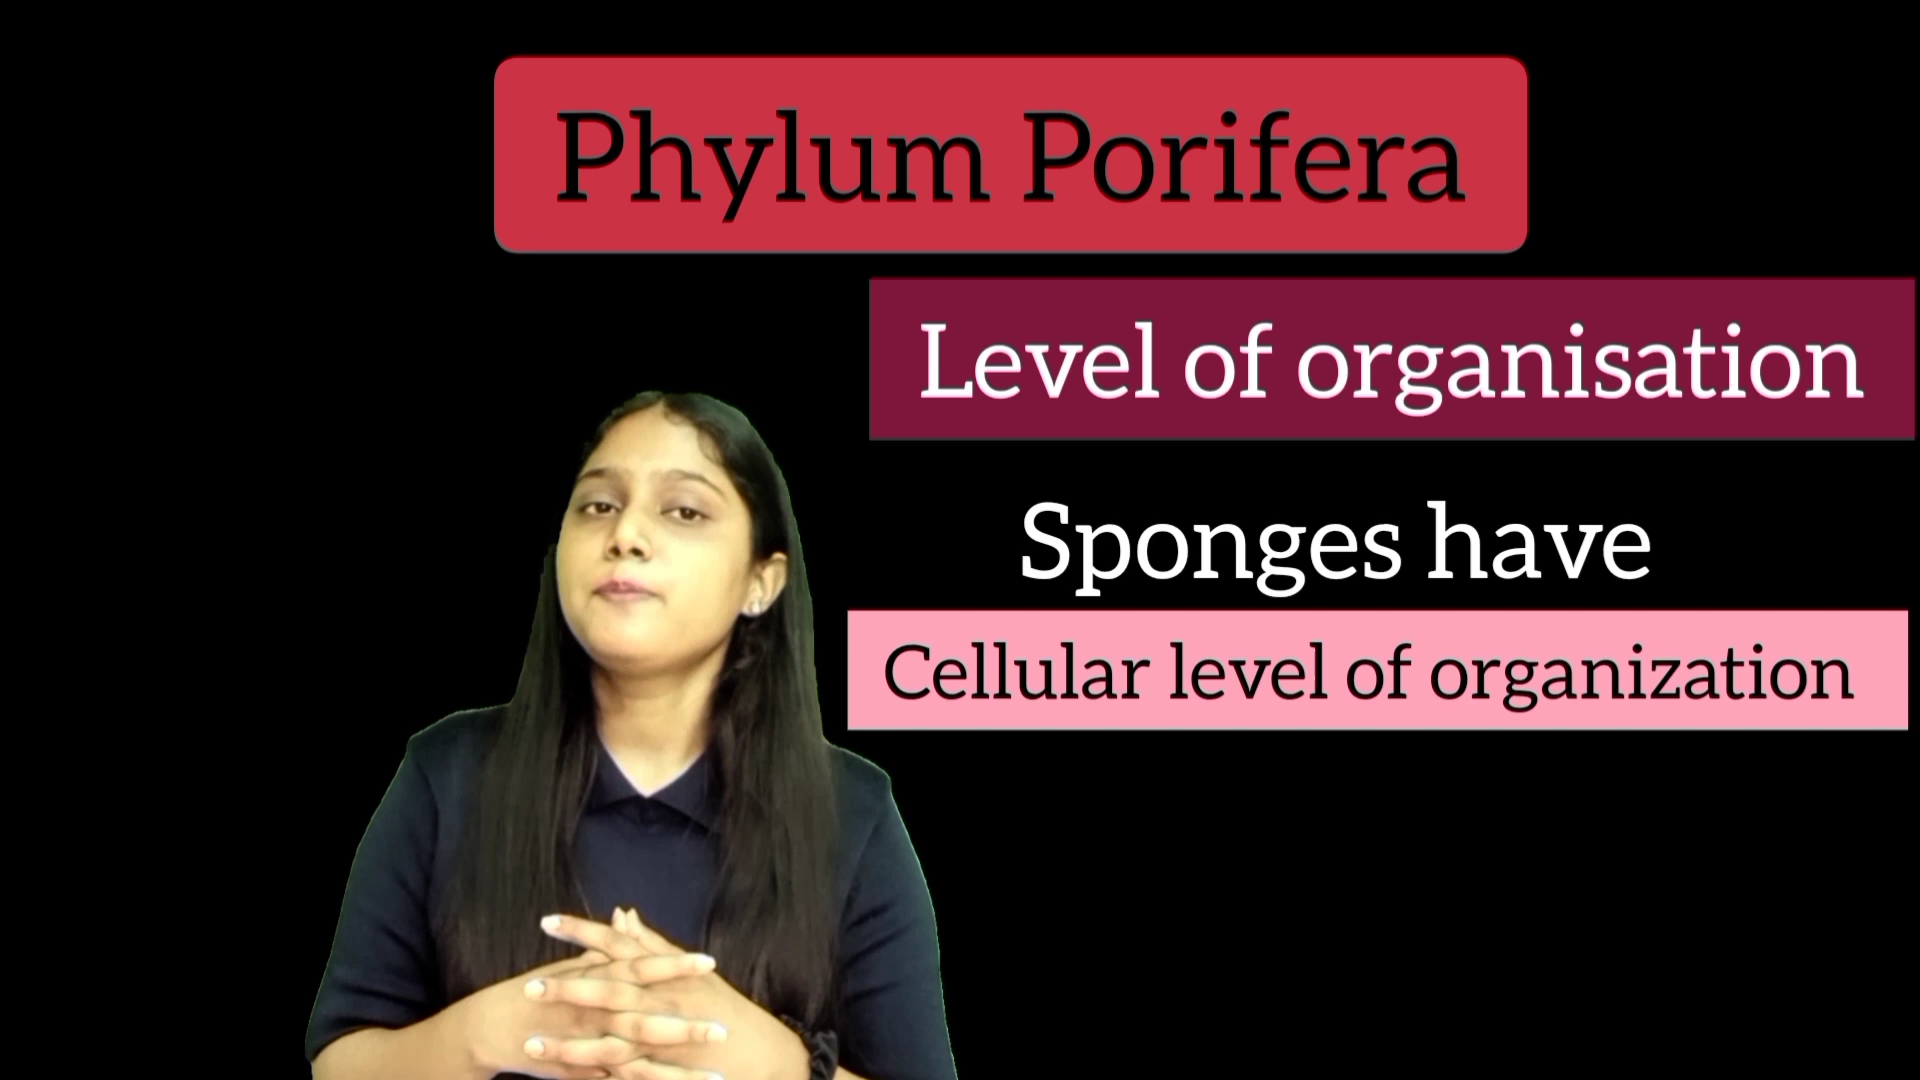 Phylum Porifera
Level of organisation
Sponges have
Cellular level of organization